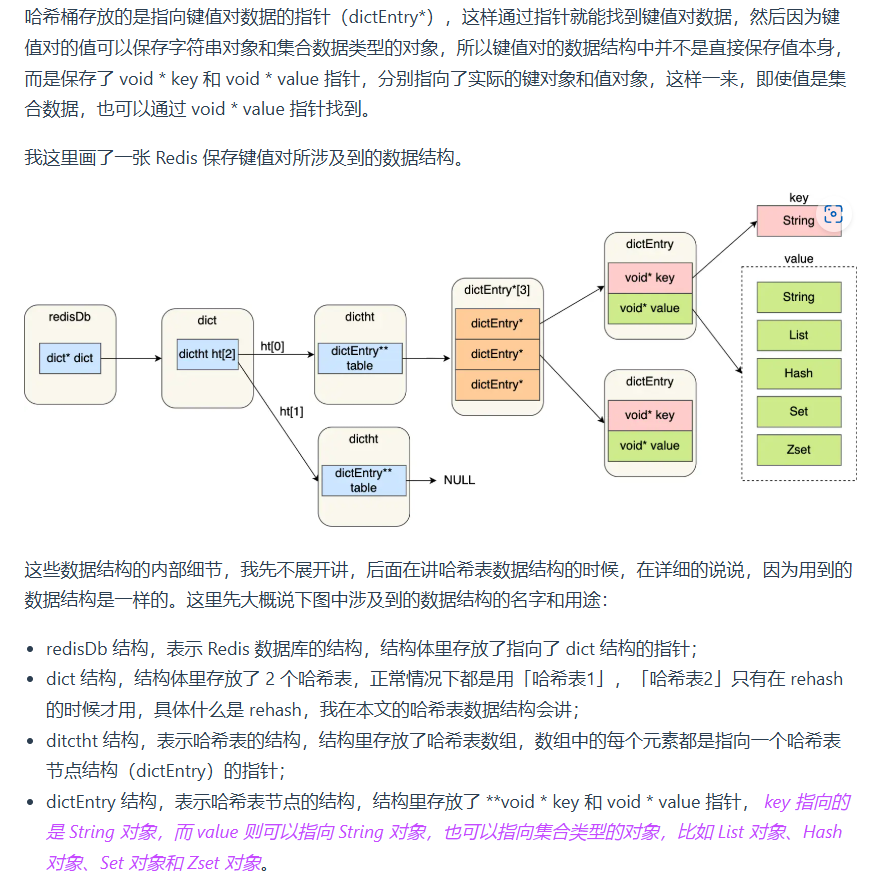 哈希桶存放的是指向键值对数据的指针（dictEntry*），这样通过指针就能找到键值对数据，然后因为键
值对的值可以保存字符串对象和集合数据类型的对象，所以键值对的数据结构中并不是直接保存值本身，
而是保存了 void * key 和 void * value 指针，分别指向了实际的键对象和值对象，这样一来，即使值是集
合数据，也可以通过 void * value 指针找到。
我这里画了一张 Redis 保存键值对所涉及到的数据结构。
redisDb
dict* dict
dict
dictht ht[2]
ht[0]
ht[1]
dictht
dictEntry**
table
dictht
dictEntry**
table
NULL
dictEntry*[3]
dictEntry*
dictEntry*
dictEntry*
dictEntry
void* key
void* value
dictEntry
void* key
void* value
key
String
value
String
List
Hash
Set
Zset
这些数据结构的内部细节，我先不展开讲，后面在讲哈希表数据结构的时候，在详细的说说，因为用到的
数据结构是一样的。这里先大概说下图中涉及到的数据结构的名字和用途：
• redisDb 结构，表示 Redis 数据库的结构，结构体里存放了指向了 dict 结构的指针；
• dict 结构，结构体里存放了 2 个哈希表，正常情况下都是用「哈希表1」，「哈希表2」只有在 rehash
的时候才用，具体什么是 rehash，我在本文的哈希表数据结构会讲；
• ditctht 结构，表示哈希表的结构，结构里存放了哈希表数组，数组中的每个元素都是指向一个哈希表
节点结构（dictEntry）的指针；
• dictEntry 结构，表示哈希表节点的结构，结构里存放了 **void * key 和 void * value 指针， key 指向的
是 String 对象，而 value 则可以指向 String 对象，也可以指向集合类型的对象，比如 List 对象、Hash
对象、Set 对象和 Zset 对象。